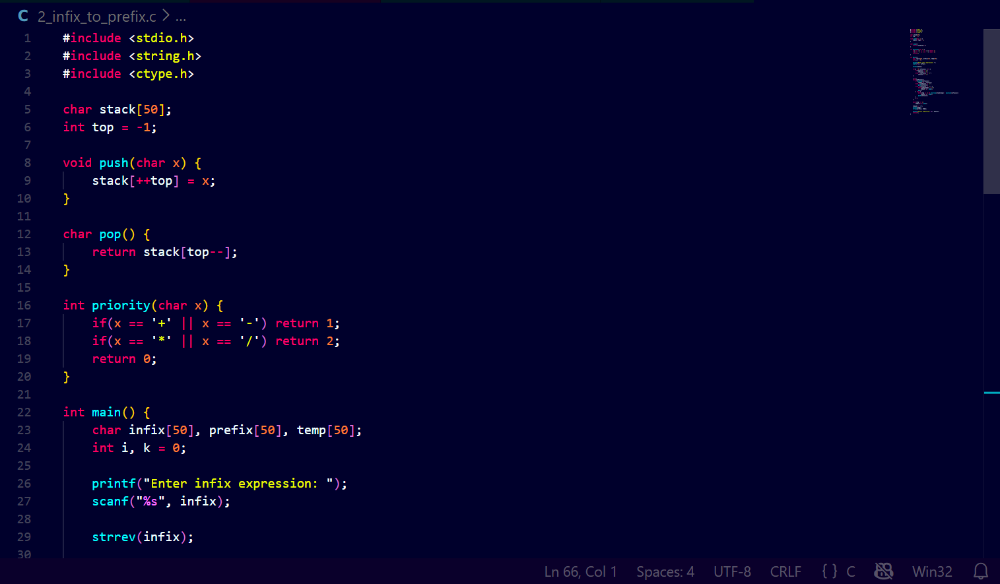 C 2_infix_to_prefix.c > ...
1 #include <stdio.h>
2 #include <string.h>
3 #include <ctype.h>
4
5 char stack[50];
6 int top = -1;
7
8 void push(char x) {
9     stack[++top] = x;
10 }
11
12 char pop() {
13     return stack[top--];
14 }
15
16 int priority(char x) {
17     if(x == '+' || x == '-') return 1;
18     if(x == '*' || x == '/') return 2;
19     return 0;
20 }
21
22 int main() {
23     char infix[50], prefix[50], temp[50];
24     int i, k = 0;
25
26     printf("Enter infix expression: ");
27     scanf("%s", infix);
28
29     strrev(infix);
30
Ln 66, Col 1 Spaces: 4 UTF-8 CRLF {} C Win32